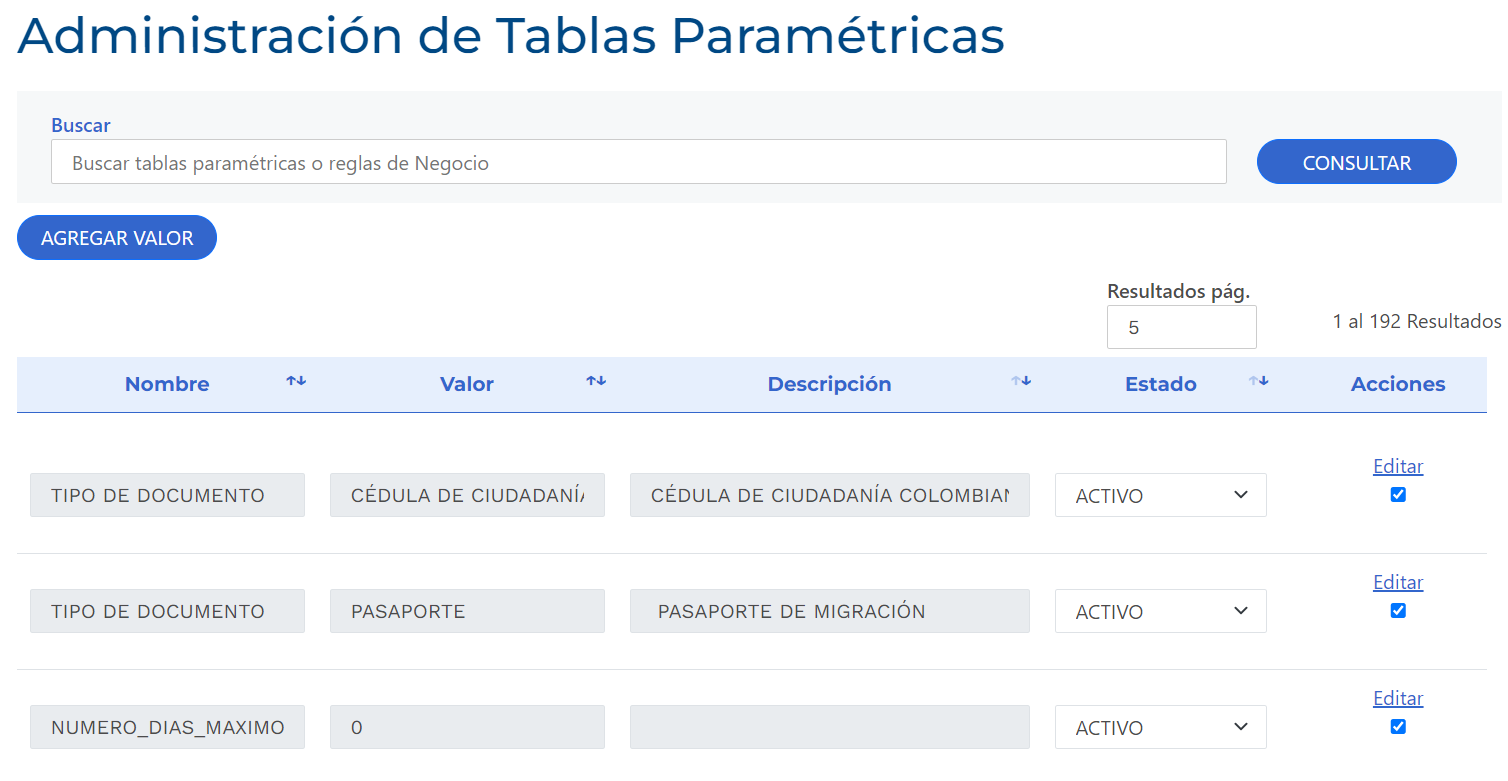 Administración de Tablas Paramétricas
Buscar
Buscar tablas paramétricas o reglas de Negocio
CONSULTAR
AGREGAR VALOR
Resultados pág.
5
1 al 192 Resultados
Nombre Valor Descripción Estado Acciones
Editar
TIPO DE DOCUMENTO CÉDULA DE CIUDADANÍA CÉDULA DE CIUDADANÍA COLOMBIAN ACTIVO
Editar
TIPO DE DOCUMENTO PASAPORTE PASAPORTE DE MIGRACIÓN ACTIVO
Editar
NUMERO_DIAS_MAXIMO 0 ACTIVO